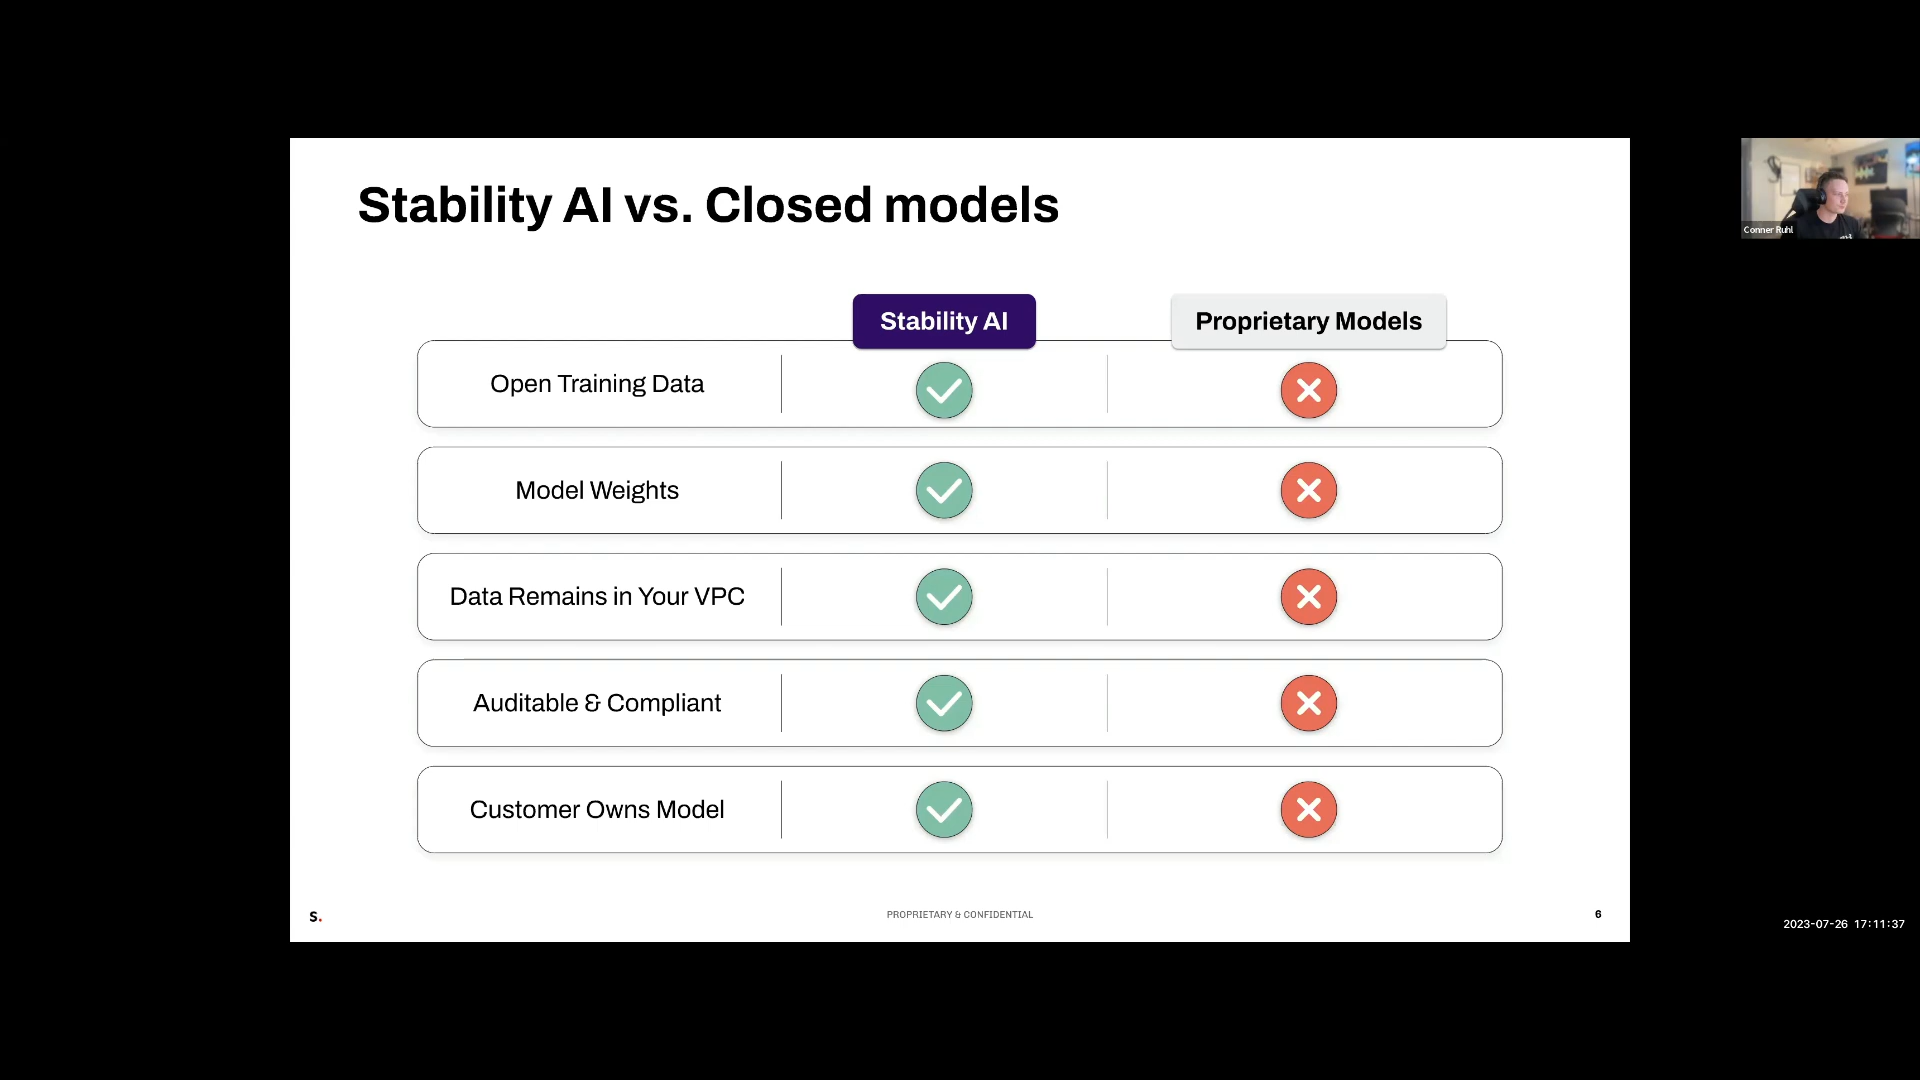 Stability AI vs. Closed models
Stability AI
Proprietary Models
Open Training Data
Model Weights
Data Remains in Your VPC
Auditable & Compliant
Customer Owns Model
s.
PROPRIETARY & CONFIDENTIAL
6
Conner Ruhl
2023-07-26 17:11:37